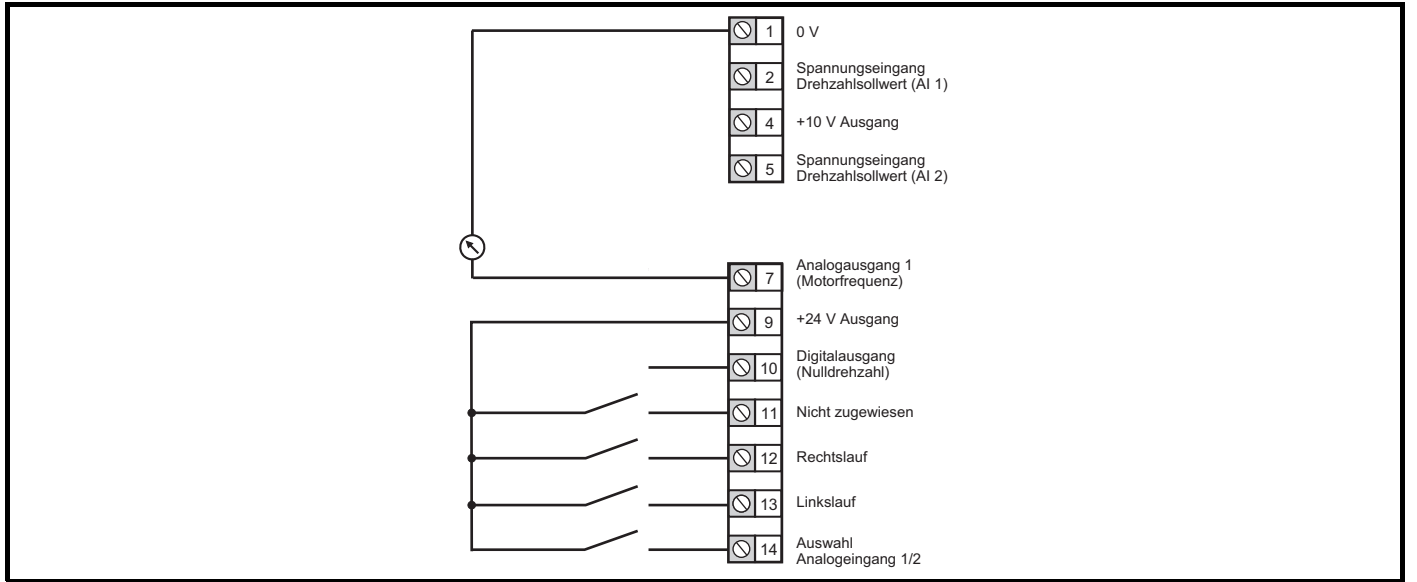 1 0 V
2 Spannungseingang
Drehzahlsollwert (AI 1)
4 +10 V Ausgang
5 Spannungseingang
Drehzahlsollwert (AI 2)
7 Analogausgang 1
(Motorfrequenz)
9 +24 V Ausgang
10 Digitalausgang
(Nulldrehzahl)
11 Nicht zugewiesen
12 Rechtslauf
13 Linkslauf
14 Auswahl
Analogeingang 1/2